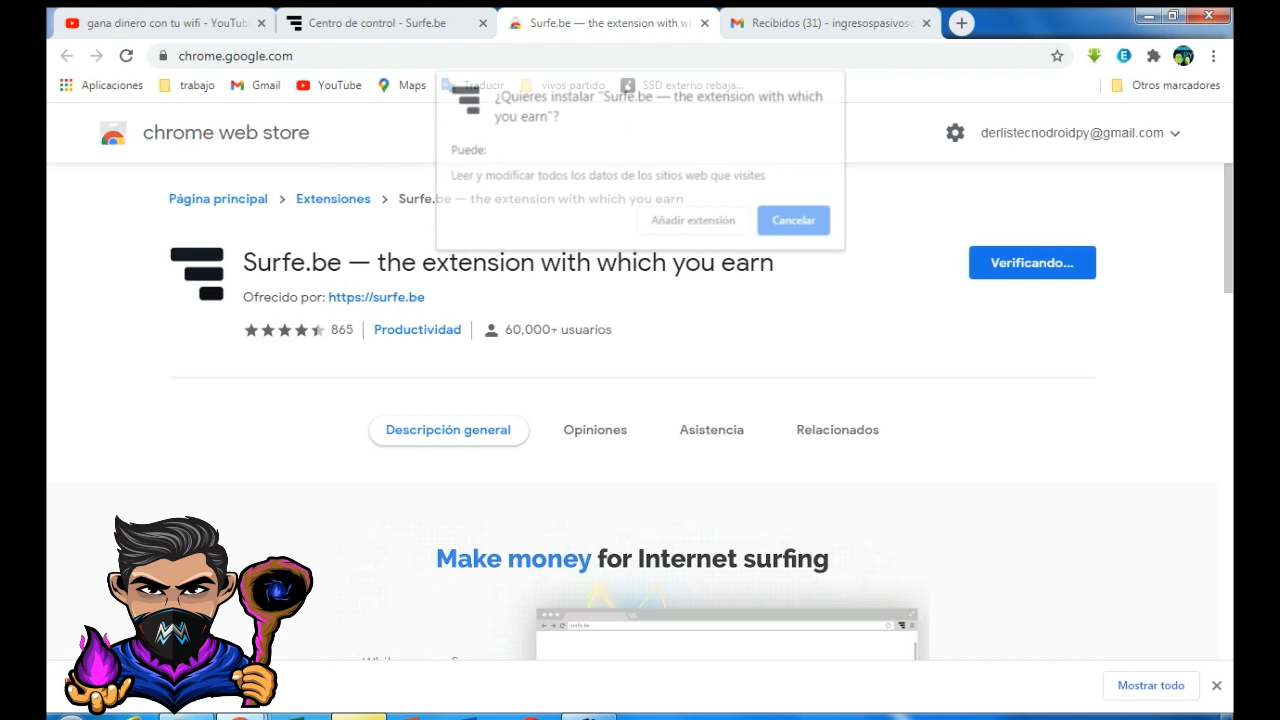 gana dinero con tu wifi - YouTub
Centro de control - Surfe.be
Surfe.be — the extension with wh
Recibidos (31) - ingresospasivosc
chrome.google.com
Aplicaciones
trabajo
Gmail
YouTube
Maps
Traducir
vivos partido
SSD externo rebaja...
Otros marcadores
¿Quieres instalar "Surfe.be — the extension with which
you earn"?
Puede:
Leer y modificar todos los datos de los sitios web que visites
Añadir extensión
Cancelar
chrome web store
derlistecnodroidpy@gmail.com
Página principal
Extensiones
Surfe.be — the extension with which you earn
Surfe.be — the extension with which you earn
Verificando...
Ofrecido por: https://surfe.be
865
Productividad
60,000+ usuarios
Descripción general
Opiniones
Asistencia
Relacionados
Make money for Internet surfing
surfe.be
Mostrar todo